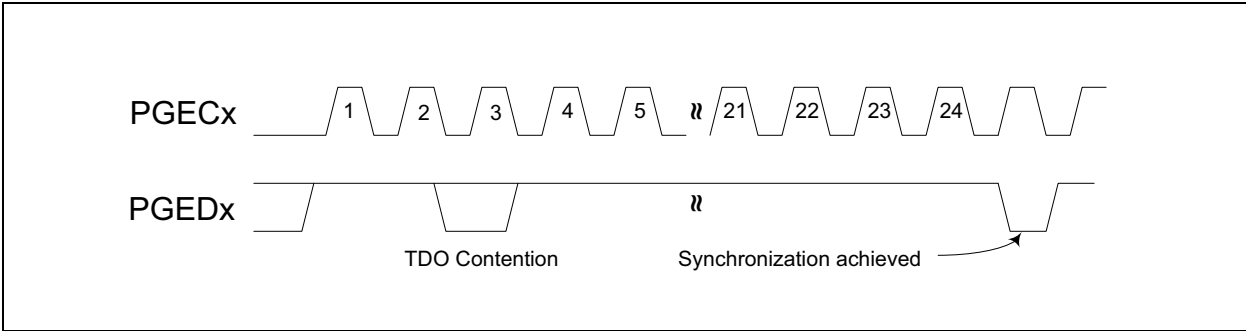 PGECx
1 2 3 4 5 ≈ 21 22 23 24
PGEDx
≈
TDO Contention Synchronization achieved